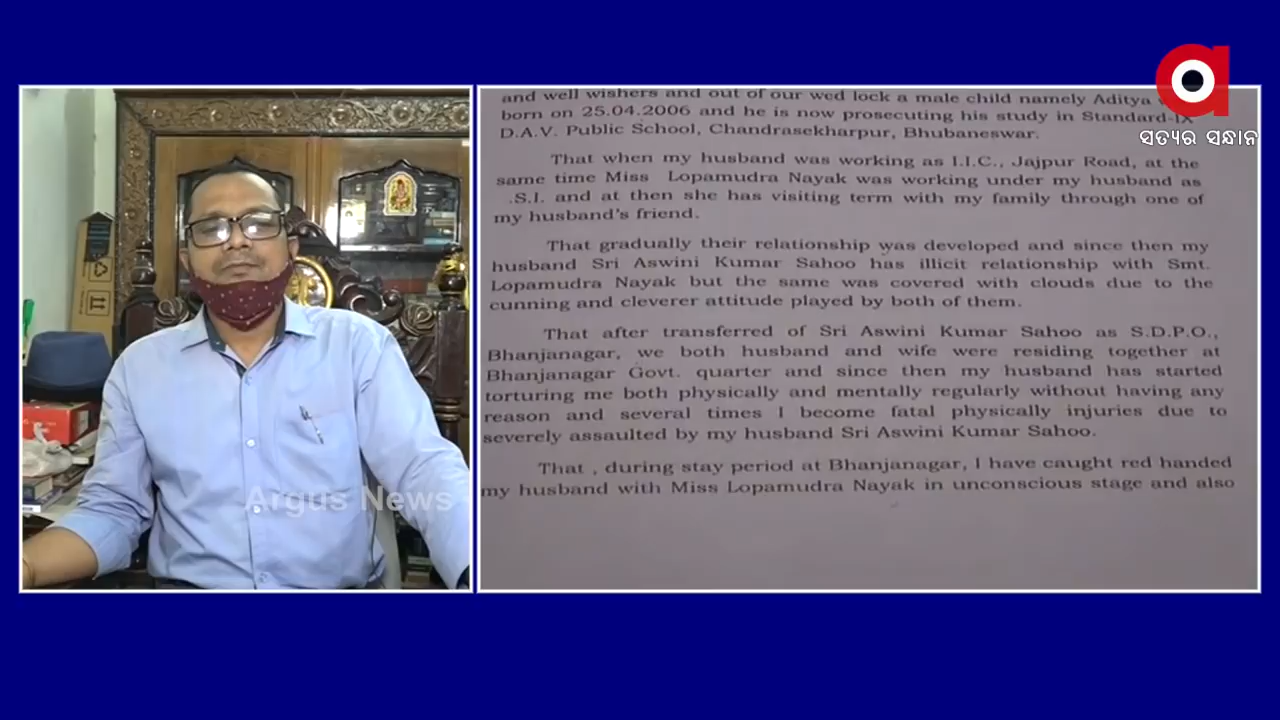 ସତ୍ୟର ସନ୍ଧାନ
Argus News
and well wishers and out of our wed lock a male child namely Aditya
born on 25.04.2006 and he is now prosecuting his study in Standard-IX
D.A.V. Public School, Chandrasekharpur, Bhubaneswar.
That when my husband was working as I.I.C., Jajpur Road, at the
same time Miss Lopamudra Nayak was working under my husband as
.S.I. and at then she has visiting term with my family through one of
my husband's friend.
That gradually their relationship was developed and since then my
husband Sri Aswini Kumar Sahoo has illicit relationship with Smt.
Lopamudra Nayak but the same was covered with clouds due to the
cunning and cleverer attitude played by both of them.
That after transferred of Sri Aswini Kumar Sahoo as S.D.P.O.,
Bhanjanagar, we both husband and wife were residing together at
Bhanjanagar Govt. quarter and since then my husband has started
torturing me both physically and mentally regularly without having any
reason and several times I become fatal physically injuries due to
severely assaulted by my husband Sri Aswini Kumar Sahoo.
That , during stay period at Bhanjanagar, I have caught red handed
my husband with Miss Lopamudra Nayak in unconscious stage and also